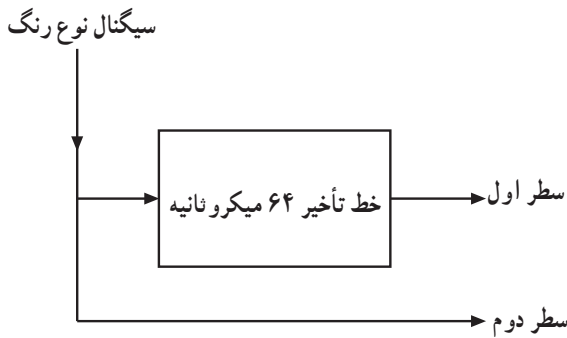 سیگنال نوع رنگ
خط تأخیر ۶۴ میکروثانیه
سطر اول
سطر دوم